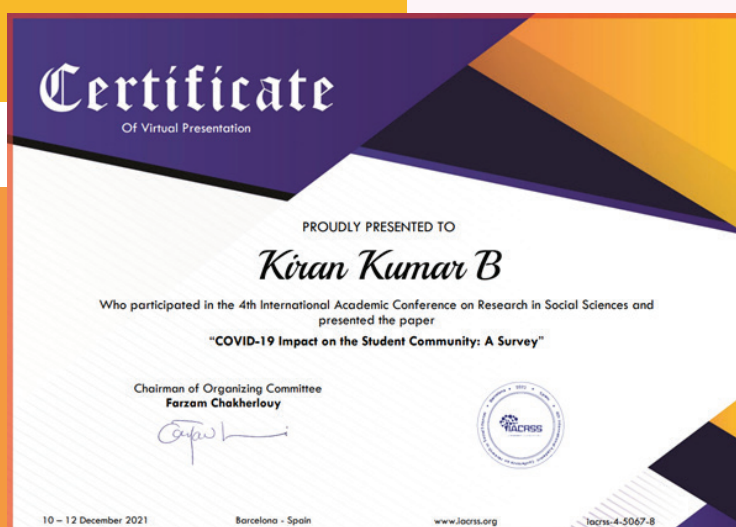 Certificate
Of Virtual Presentation
PROUDLY PRESENTED TO
Kiran Kumar B
Who participated in the 4th International Academic Conference on Research in Social Sciences and
presented the paper
"COVID-19 Impact on the Student Community: A Survey"
Chairman of Organizing Committee
Farzam Chakherlouy
IACRSS
10 – 12 December 2021
Barcelona - Spain
www.iacrss.org
iacrss-4-5067-8